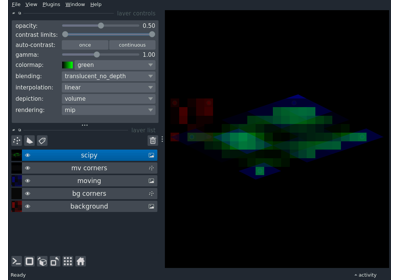 File View Plugins Window Help
layer controls
opacity: 0.50
contrast limits:
auto-contrast: once continuous
gamma: 1.00
colormap: green
blending: translucent_no_depth
interpolation: linear
depiction: volume
rendering: mip
layer list
scipy
mv corners
moving
bg corners
background
Ready activity